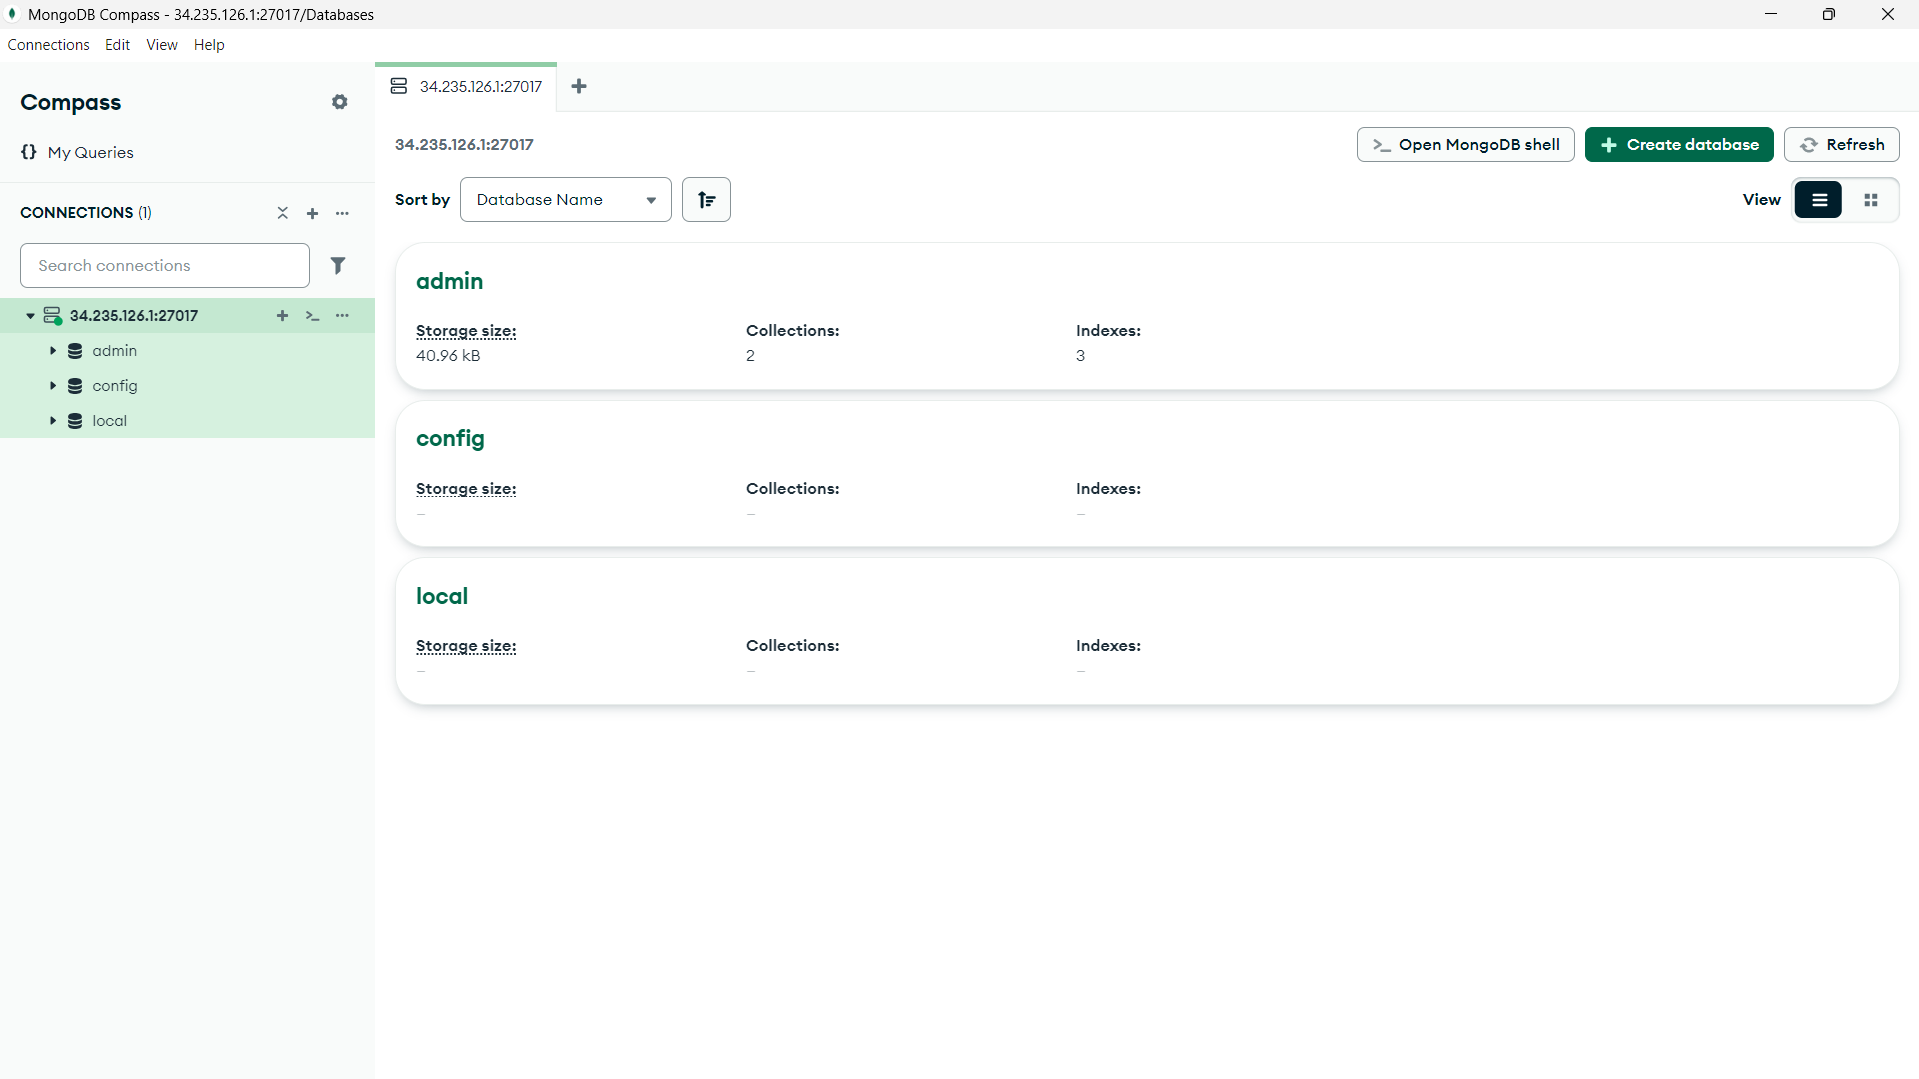 MongoDB Compass - 34.235.126.1:27017/Databases
Connections Edit View Help
Compass
My Queries
CONNECTIONS (1)
Search connections
34.235.126.1:27017
admin
config
local
34.235.126.1:27017
34.235.126.1:27017
Open MongoDB shell
Create database
Refresh
Sort by
Database Name
View
admin
Storage size: Collections: Indexes:
40.96 kB 2 3
config
Storage size: Collections: Indexes:
– – –
local
Storage size: Collections: Indexes:
– – –